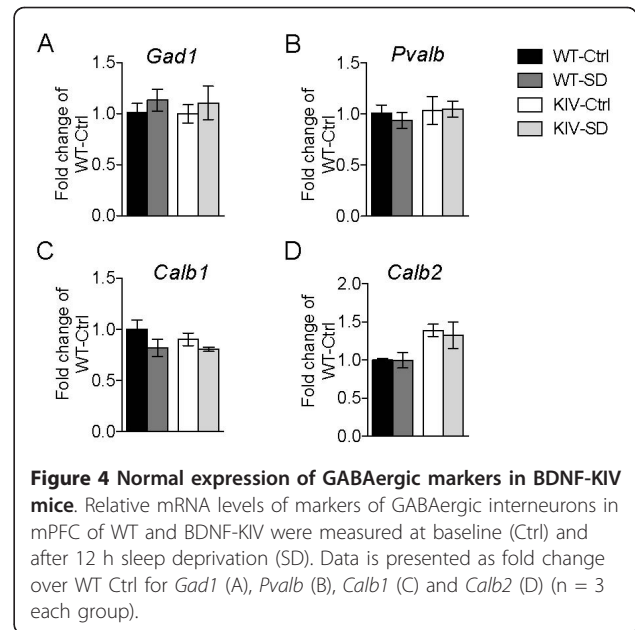 A
Gad1
Fold change of
WT-Ctrl
1.5
1.0
0.5
0.0
B
Pvalb
Fold change of
WT-Ctrl
1.5
1.0
0.5
0.0
WT-Ctrl
WT-SD
KIV-Ctrl
KIV-SD
C
Calb1
Fold change of
WT-Ctrl
1.5
1.0
0.5
0.0
D
Calb2
Fold change of
WT-Ctrl
2.0
1.5
1.0
0.5
0.0
Figure 4 Normal expression of GABAergic markers in BDNF-KIV
mice. Relative mRNA levels of markers of GABAergic interneurons in
mPFC of WT and BDNF-KIV were measured at baseline (Ctrl) and
after 12 h sleep deprivation (SD). Data is presented as fold change
over WT Ctrl for Gad1 (A), Pvalb (B), Calb1 (C) and Calb2 (D) (n = 3
each group).